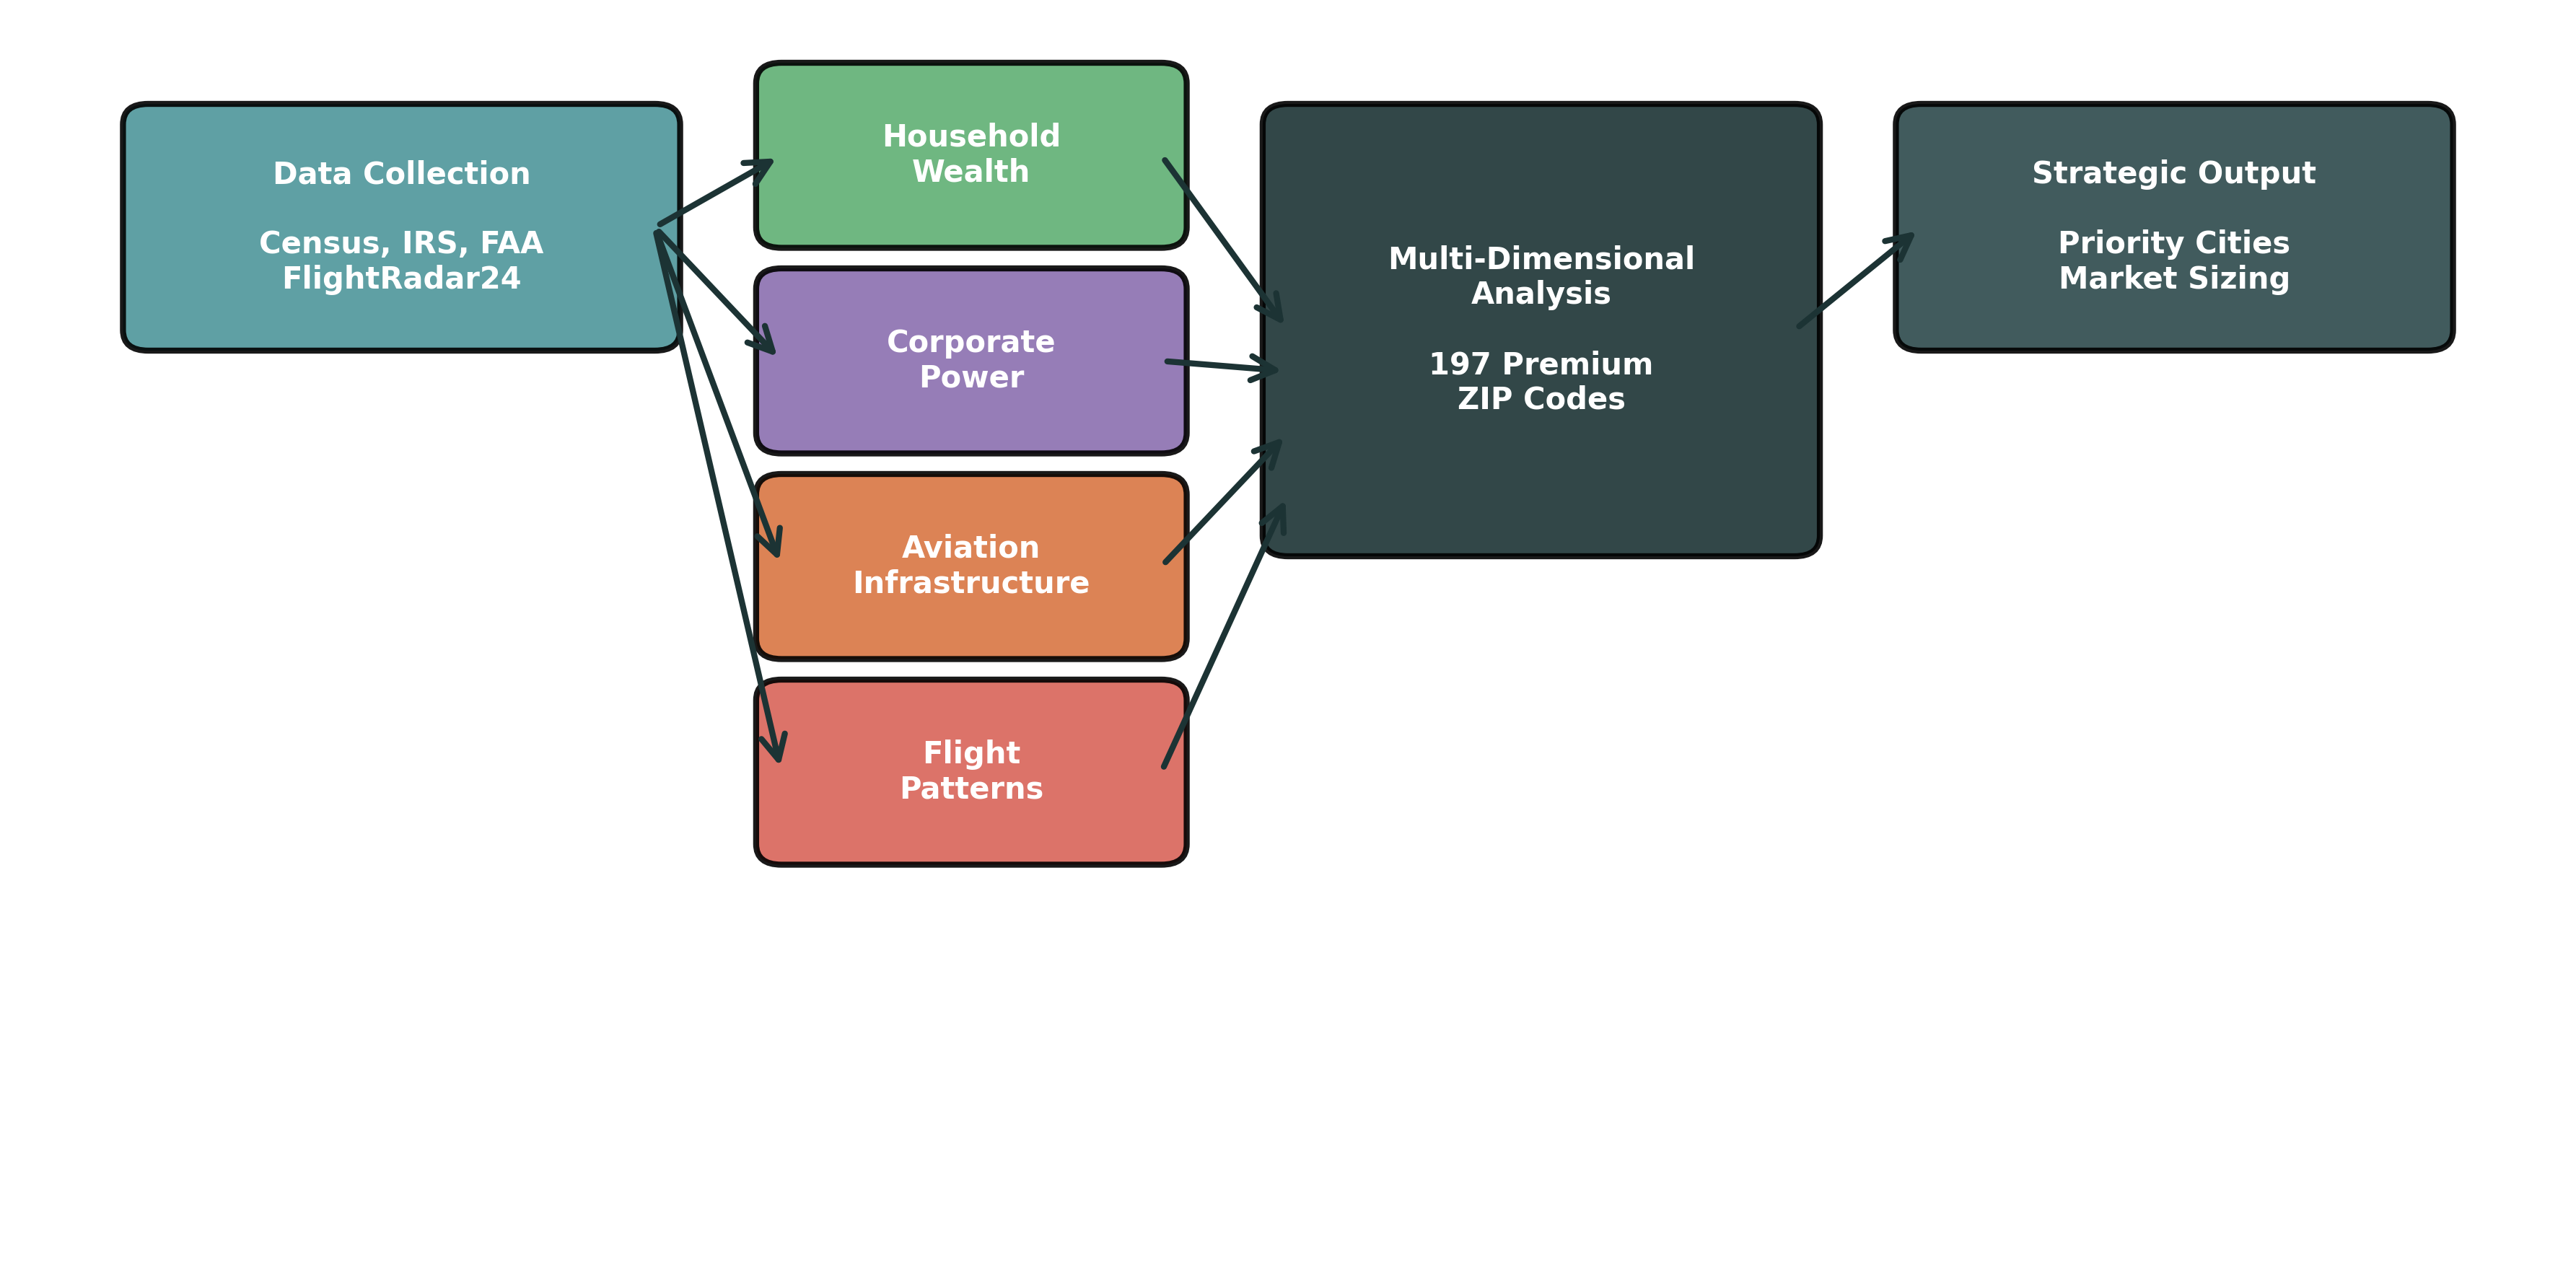 Data Collection
Census, IRS, FAA
FlightRadar24
Household
Wealth
Corporate
Power
Aviation
Infrastructure
Flight
Patterns
Multi-Dimensional
Analysis
197 Premium
ZIP Codes
Strategic Output
Priority Cities
Market Sizing